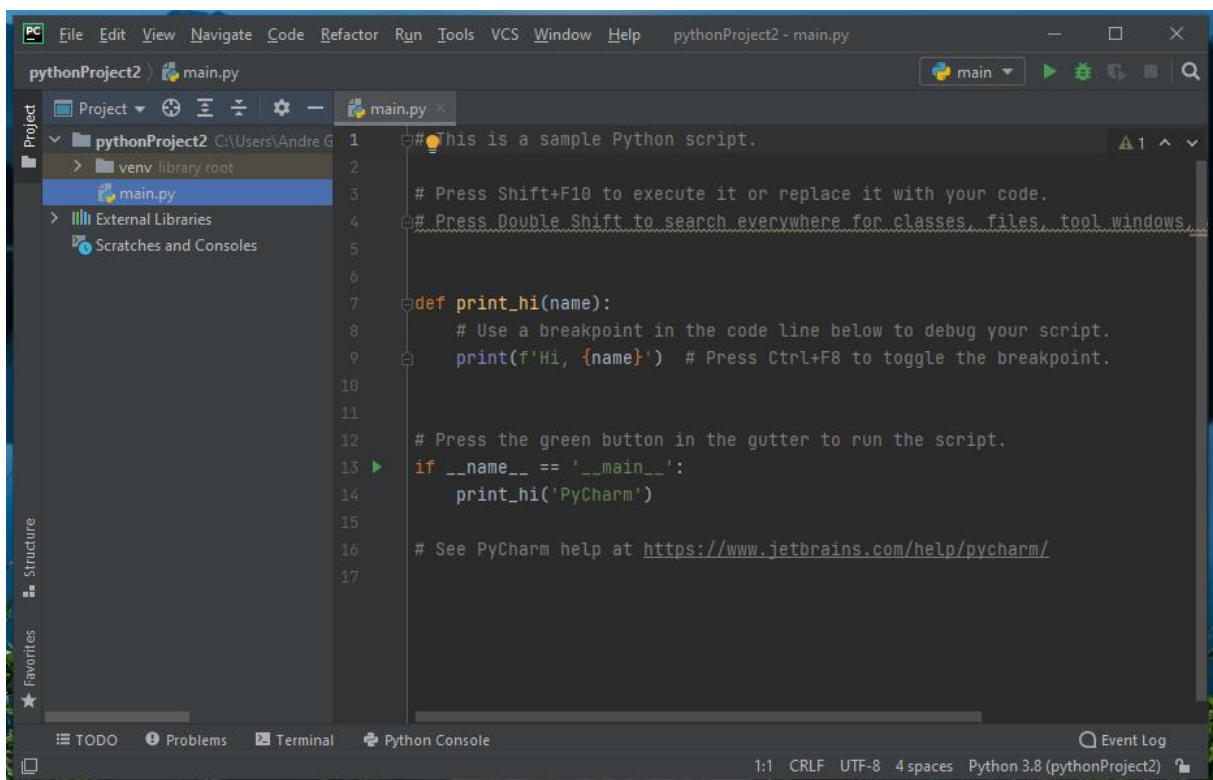 PC File Edit View Navigate Code Refactor Run Tools VCS Window Help pythonProject2 - main.py
pythonProject2 main.py main
Project Project main.py
pythonProject2 C:\Users\Andre G
venv library root
main.py
External Libraries
Scratches and Consoles
1 # This is a sample Python script. 1
2
3 # Press Shift+F10 to execute it or replace it with your code.
4 # Press Double Shift to search everywhere for classes, files, tool windows,
5
6
7 def print_hi(name):
8 # Use a breakpoint in the code line below to debug your script.
9 print(f'Hi, {name}') # Press Ctrl+F8 to toggle the breakpoint.
10
11
12 # Press the green button in the gutter to run the script.
13 if __name__ == '__main__':
14 print_hi('PyCharm')
15
16 # See PyCharm help at https://www.jetbrains.com/help/pycharm/
17
Structure
Favorites
TODO Problems Terminal Python Console Event Log
1:1 CRLF UTF-8 4 spaces Python 3.8 (pythonProject2)